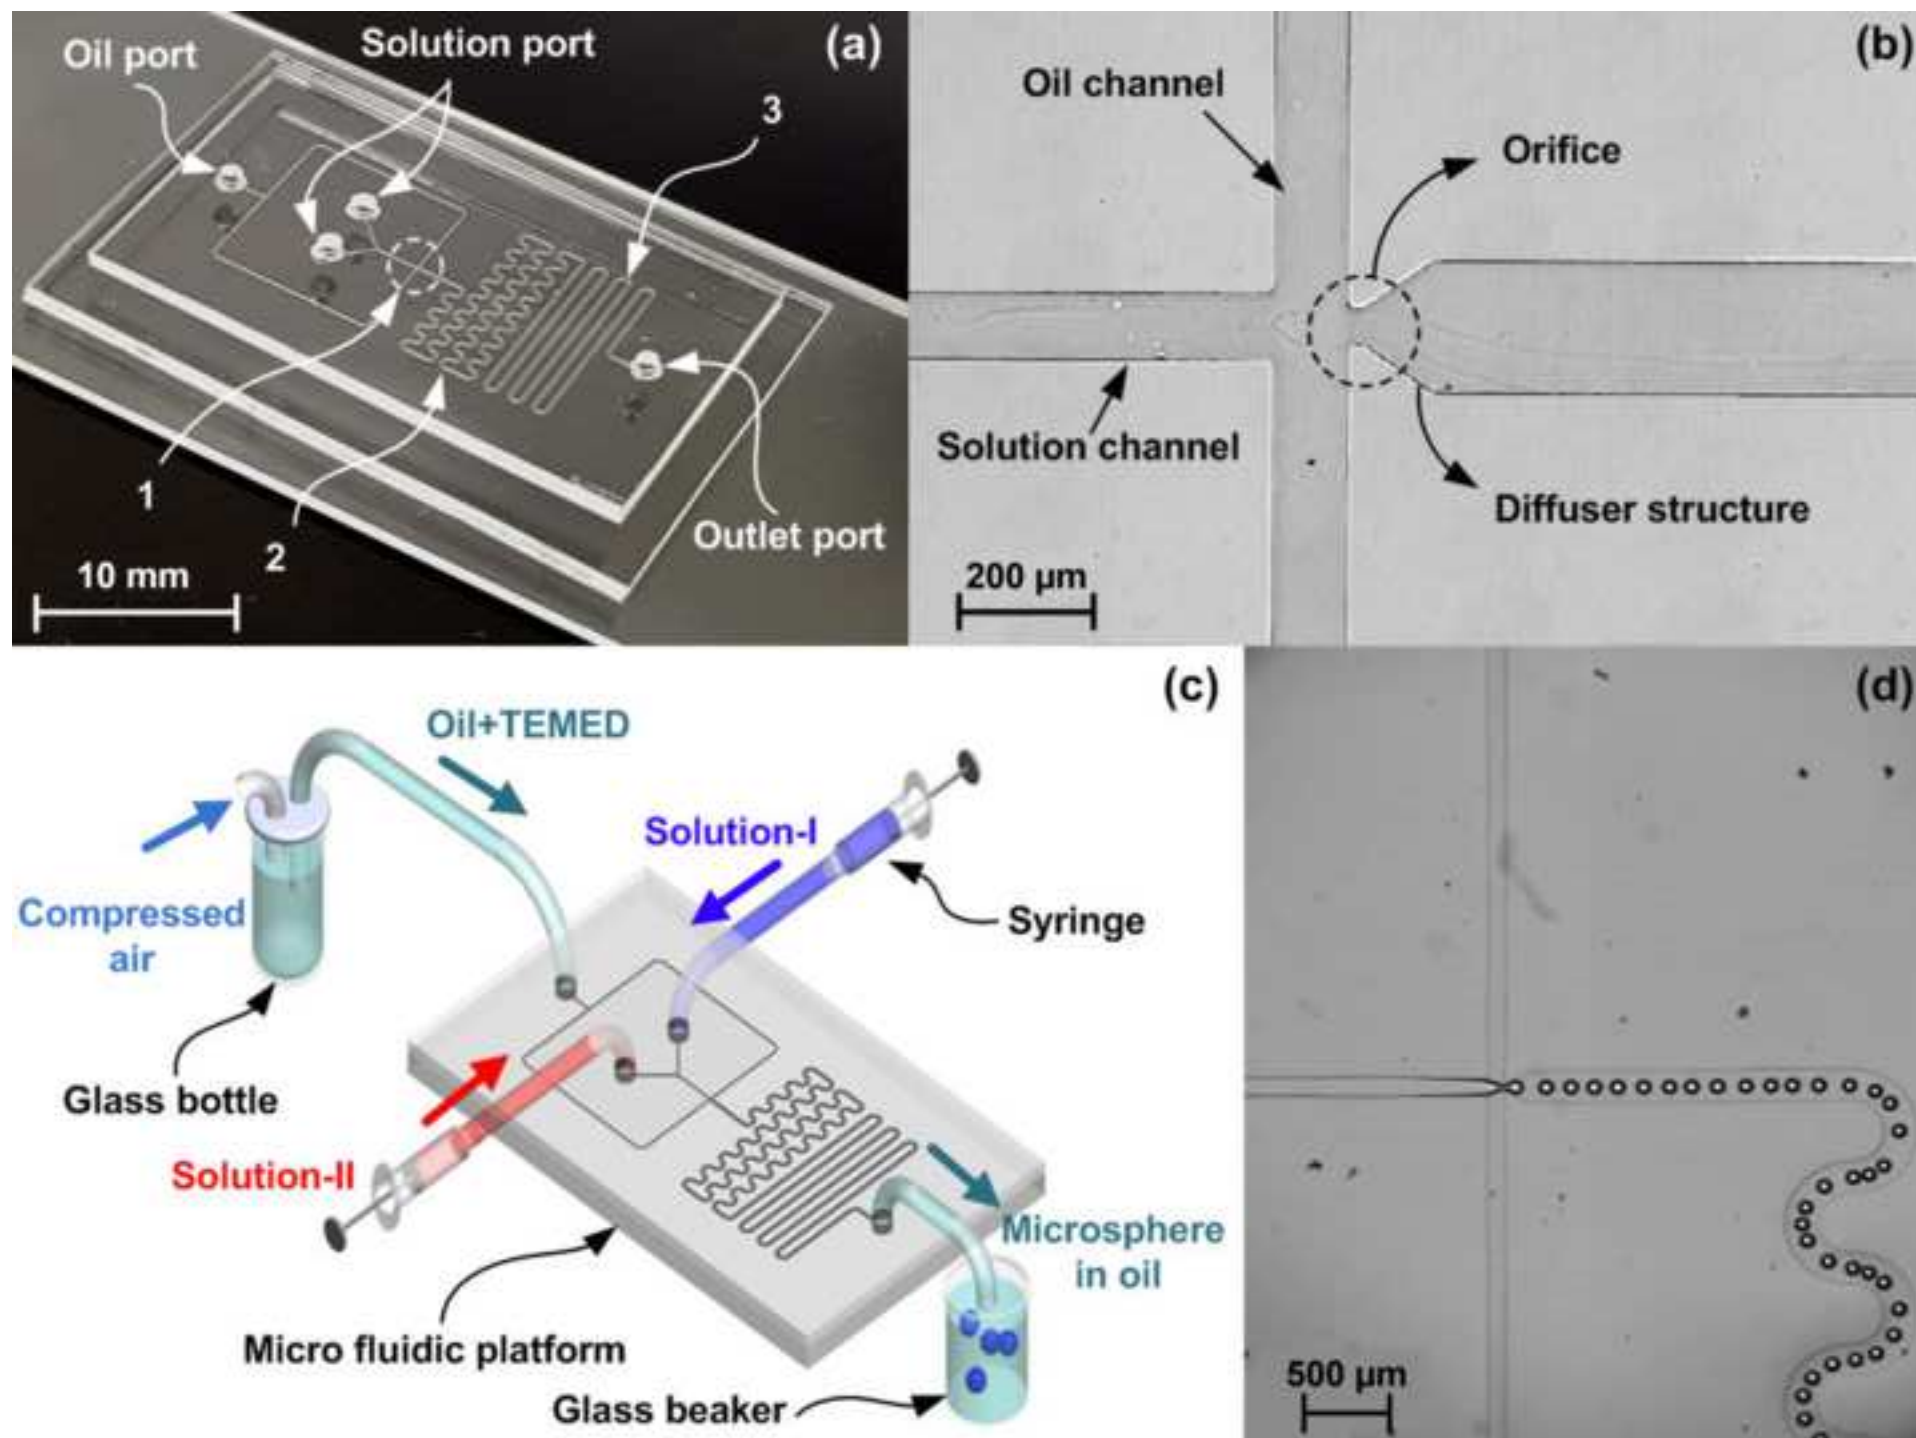 (a)
Oil port
Solution port
3
1
2
Outlet port
10 mm
(b)
Oil channel
Orifice
Solution channel
Diffuser structure
200 µm
(c)
Oil+TEMED
Solution-I
Compressed
air
Syringe
Glass bottle
Solution-II
Microsphere
in oil
Micro fluidic platform
Glass beaker
(d)
500 µm